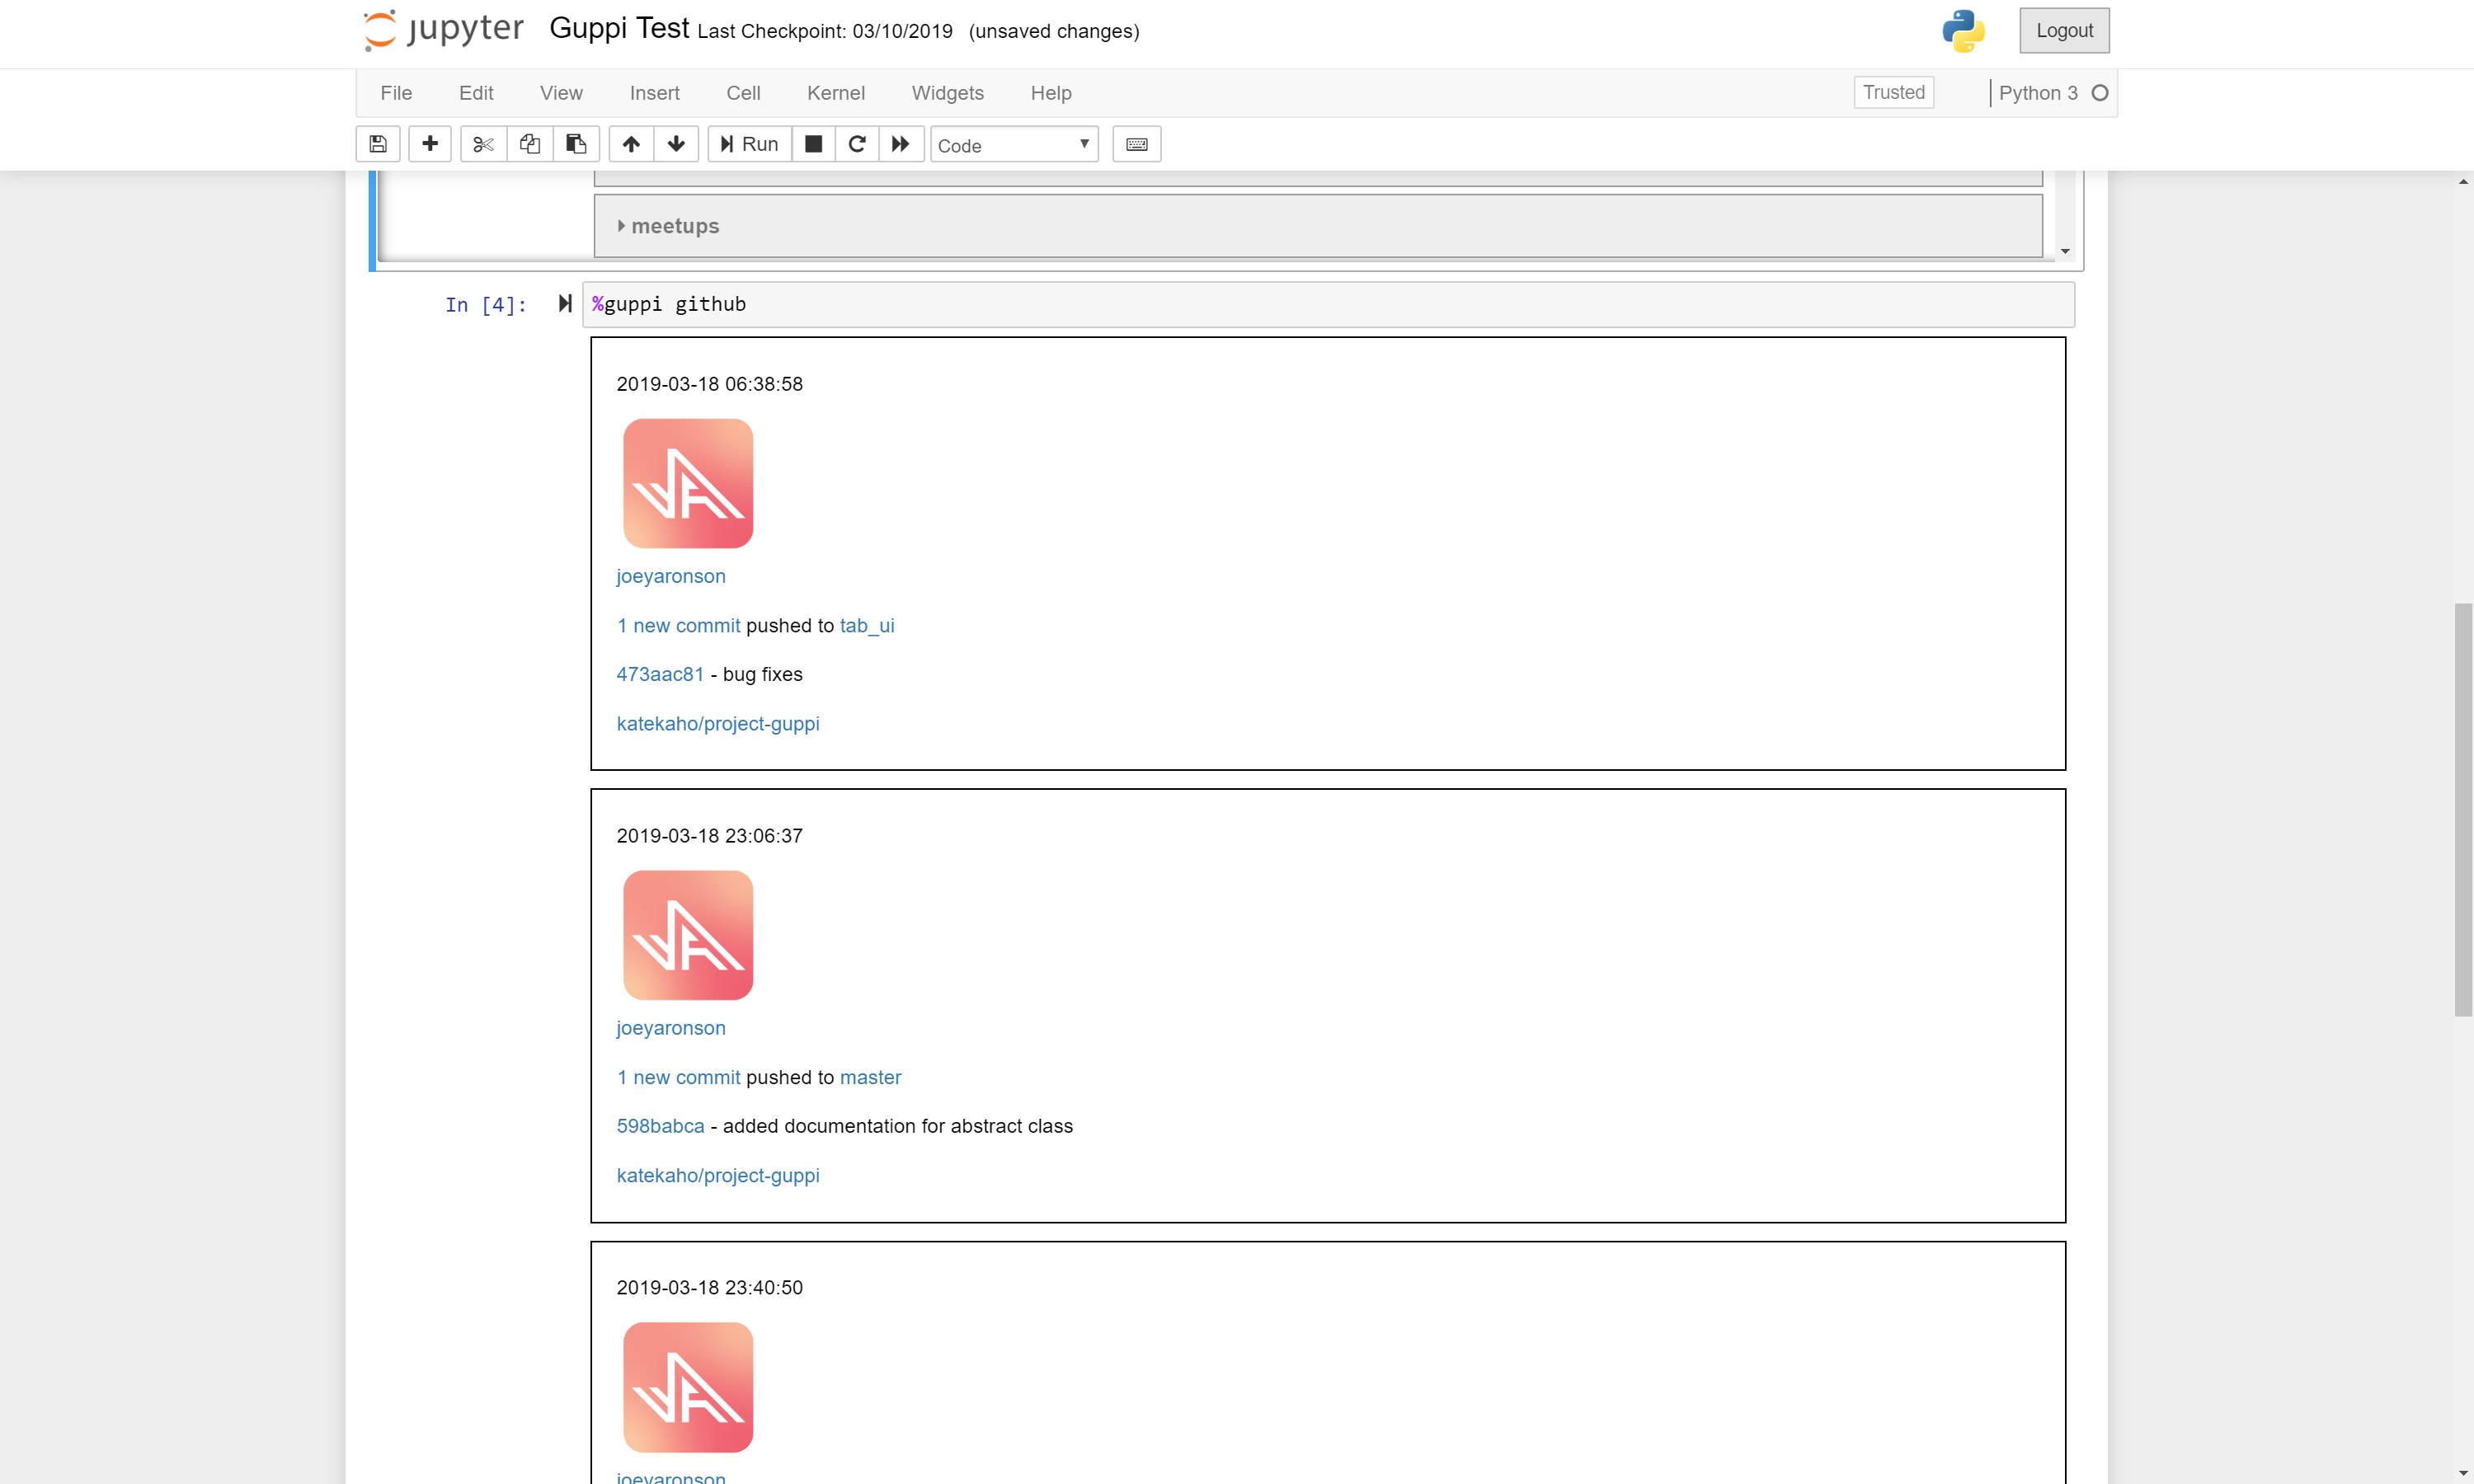 jupyter Guppi Test Last Checkpoint: 03/10/2019 (unsaved changes) Logout
File Edit View Insert Cell Kernel Widgets Help Trusted Python 3
Run Code
meetups
In [4]: %guppi github
2019-03-18 06:38:58
joeyaronson
1 new commit pushed to tab_ui
473aac81 - bug fixes
katekaho/project-guppi
2019-03-18 23:06:37
joeyaronson
1 new commit pushed to master
598babca - added documentation for abstract class
katekaho/project-guppi
2019-03-18 23:40:50
joeyaronson